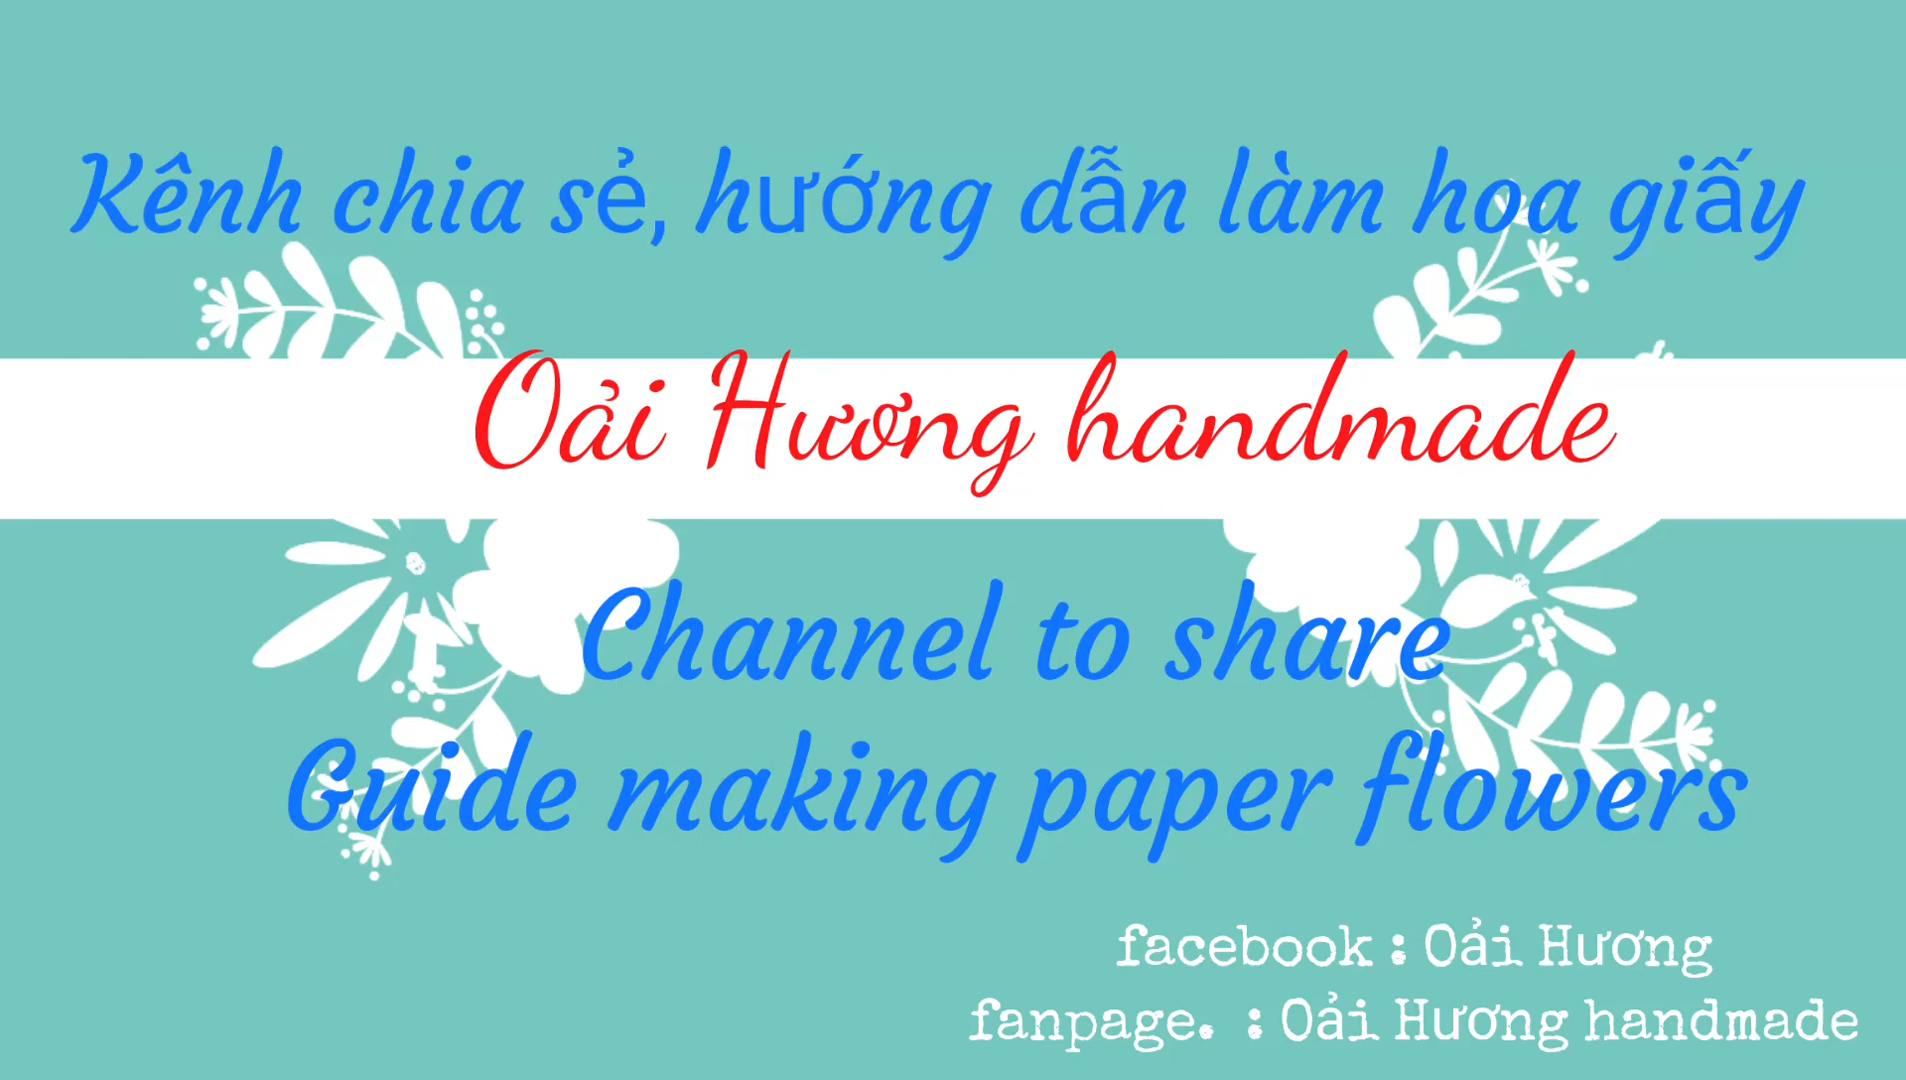 Kênh chia sẻ, hướng dẫn làm hoa giấy
Oải Hương handmade
Channel to share
Guide making paper flowers
facebook : Oải Hương
fanpage. : Oải Hương handmade